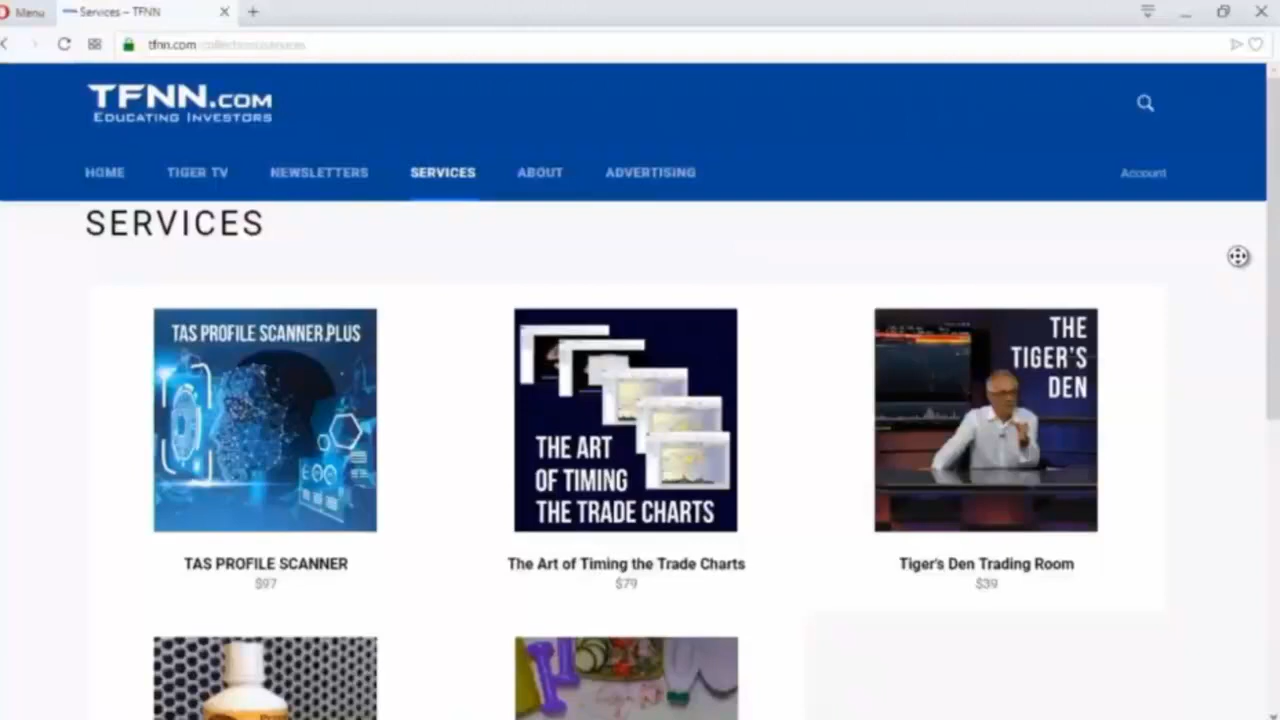 Menu
Services – TFNN
tfnn.com
TFNN.COM
EDUCATING INVESTORS
HOME
TIGER TV
NEWSLETTERS
SERVICES
ABOUT
ADVERTISING
Account
SERVICES
TAS PROFILE SCANNER PLUS
THE ART
OF TIMING
THE TRADE CHARTS
THE
TIGER'S
DEN
TAS PROFILE SCANNER
$97
The Art of Timing the Trade Charts
$79
Tiger's Den Trading Room
$39